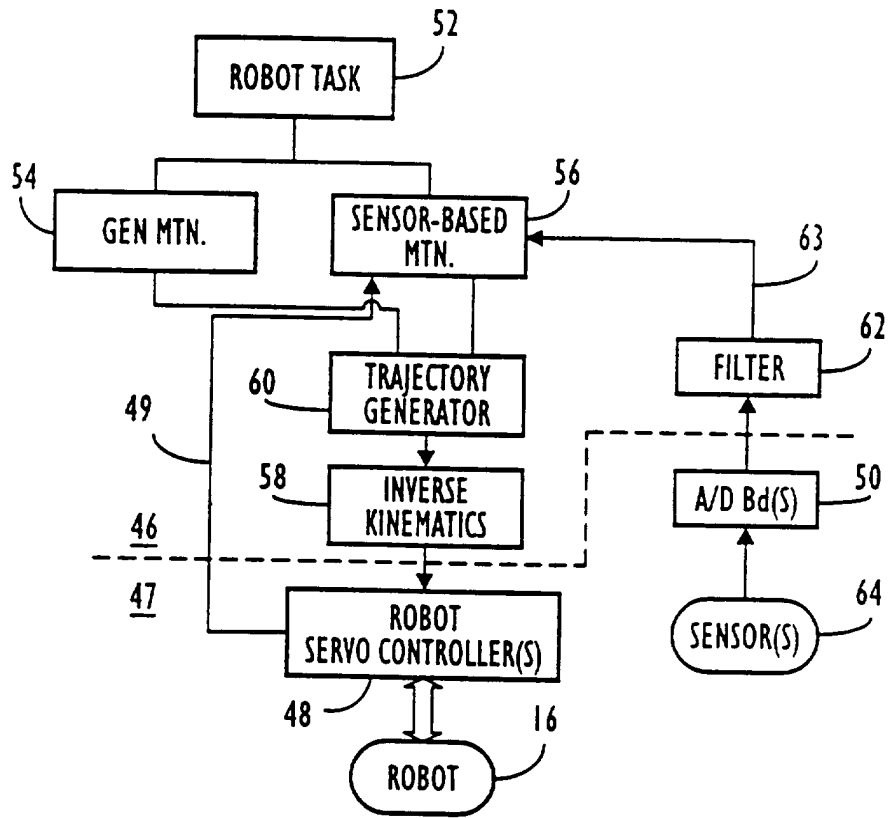 52
ROBOT TASK
54
56
GEN MTN.
SENSOR-BASED
MTN.
63
62
60
TRAJECTORY
GENERATOR
FILTER
49
58
INVERSE
KINEMATICS
50
A/D Bd(S)
46
47
ROBOT
SERVO CONTROLLER(S)
64
SENSOR(S)
48
16
ROBOT